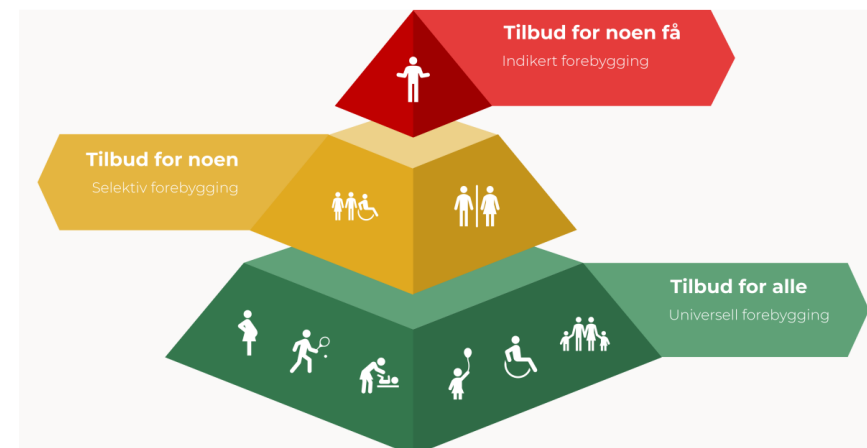 Tilbud for noen få
Indikert forebygging
Tilbud for noen
Selektiv forebygging
Tilbud for alle
Universell forebygging